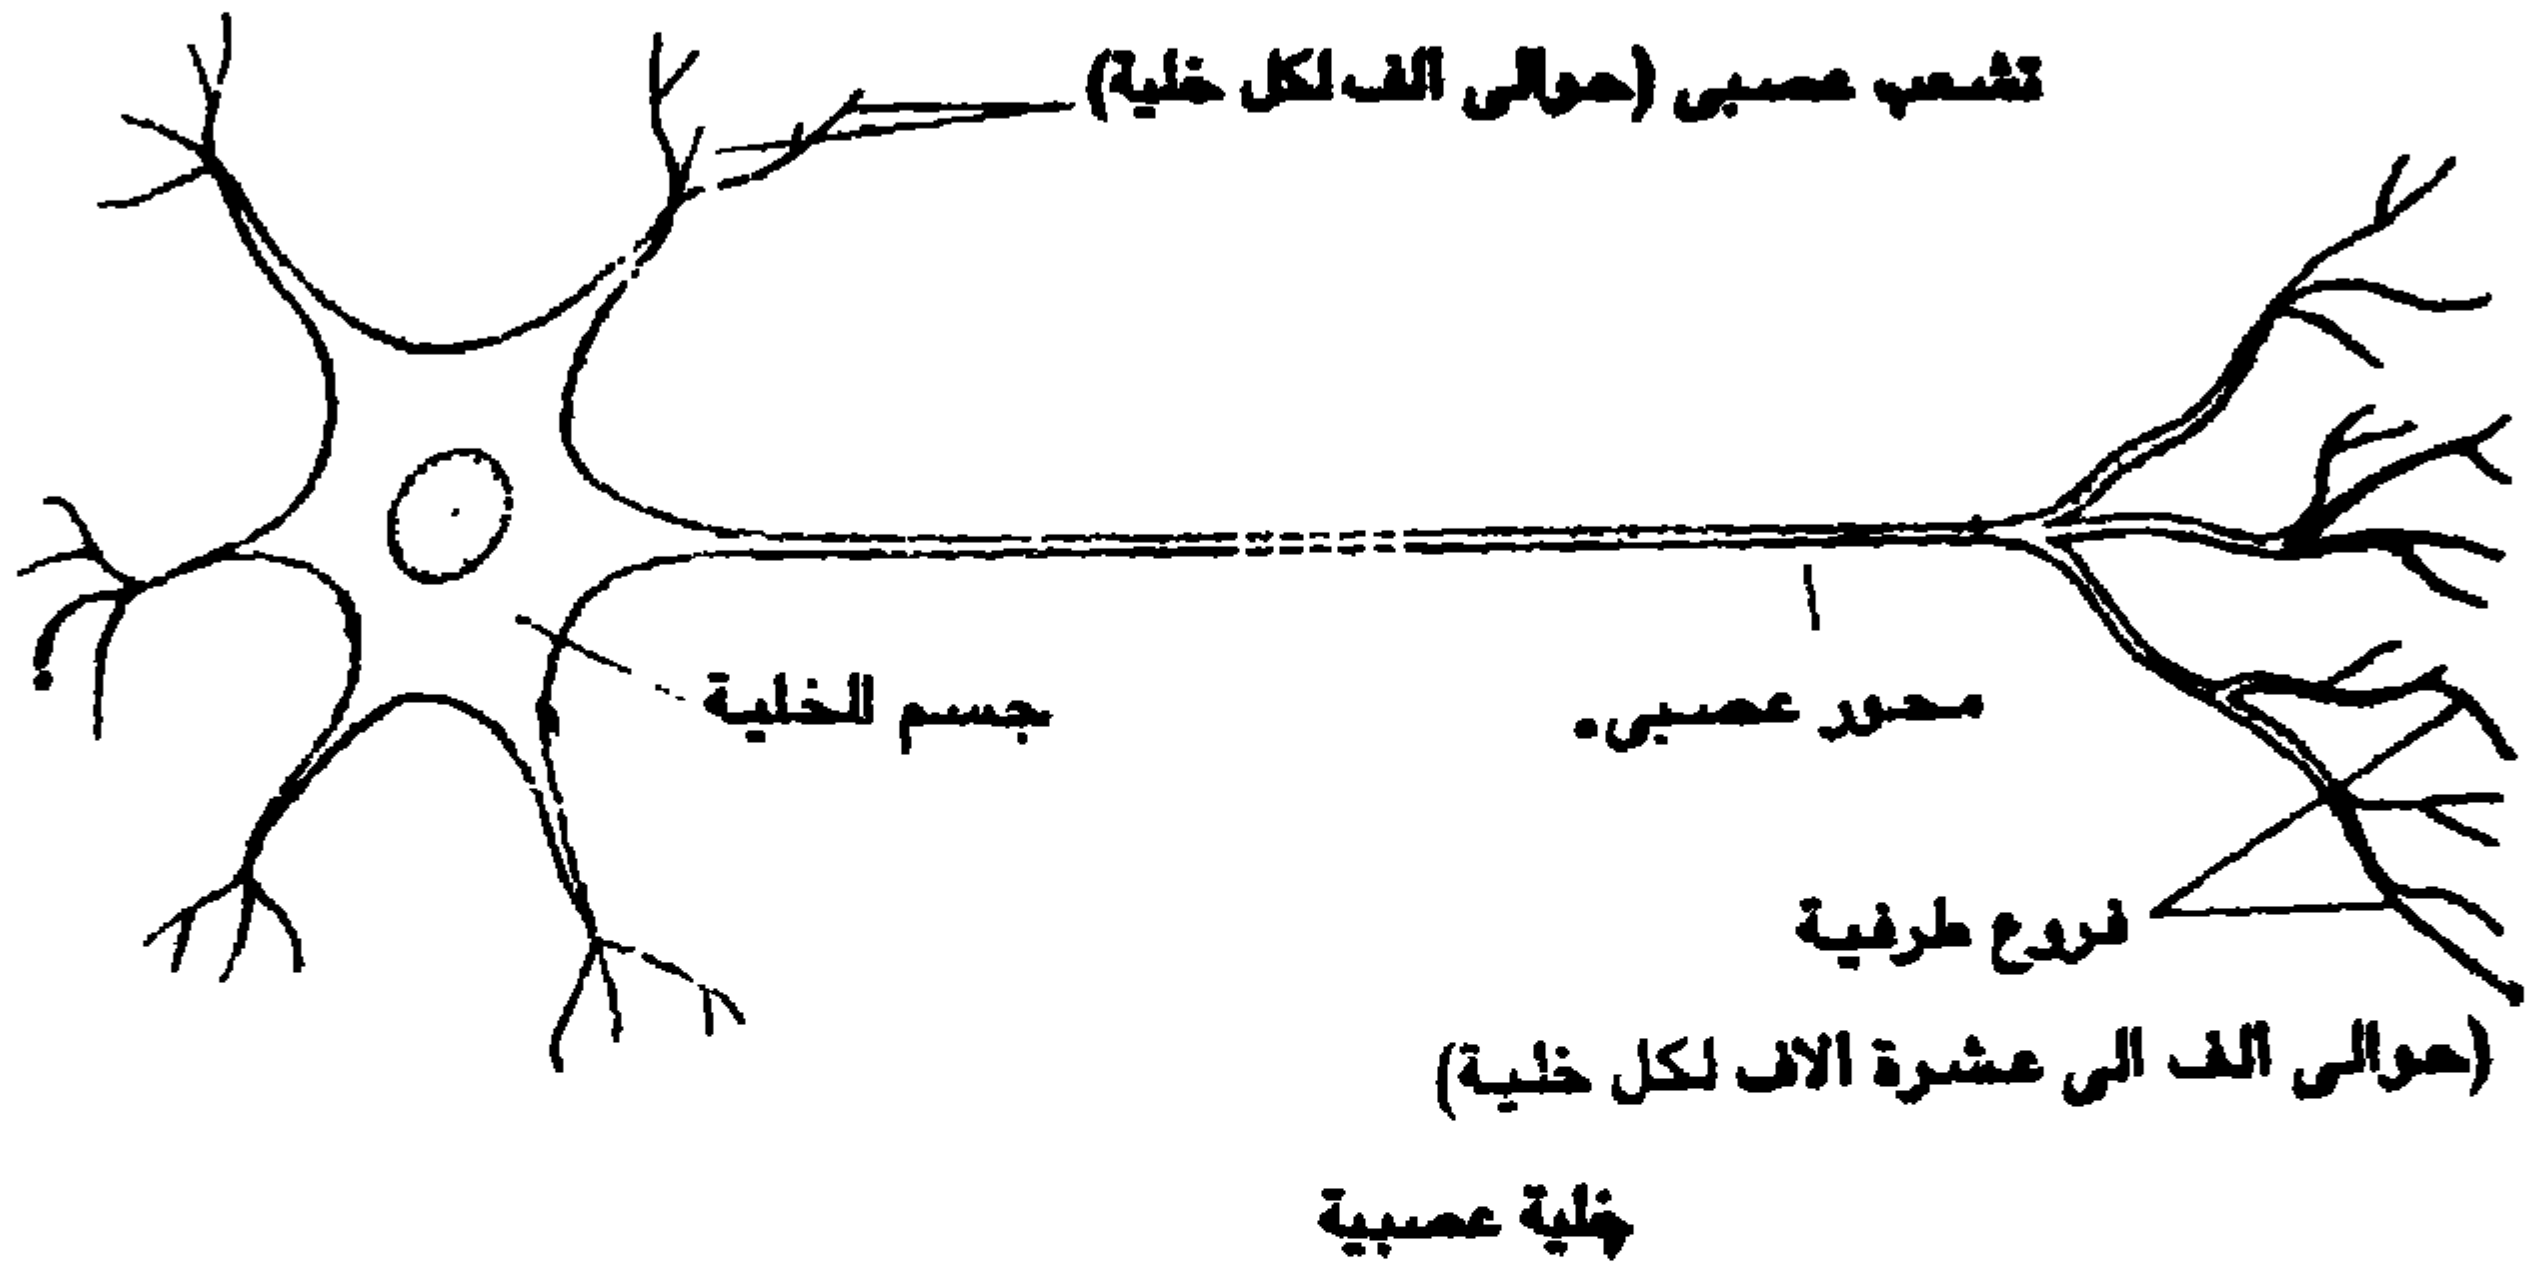 تشعب عصبى (حوالى الف لكل خلية)
جسم الخلية
محور عصبى.
فروع طرفية
(حوالى الف الى عشرة الاف لكل خلية)
خلية عصبية